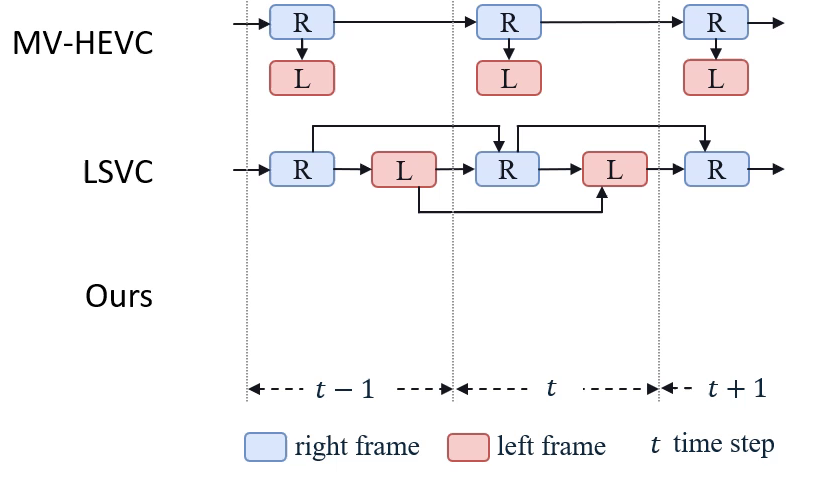 MV-HEVC R R R
L L L
LSVC R L R L R
Ours
t − 1 t t + 1
right frame left frame t time step